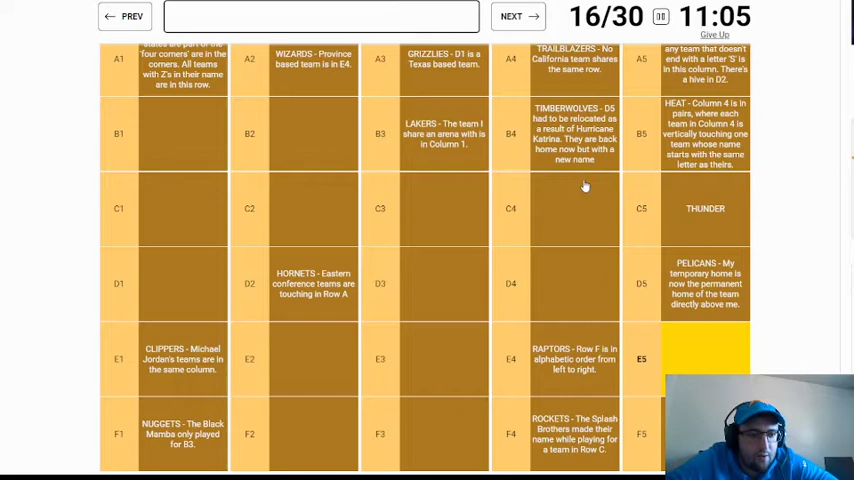 ← PREV
NEXT →
16/30
11:05
Give Up
A1
states are part of the
four corners' are in the
corners. All teams
with Z's in their name
are in this row.
A2
WIZARDS - Province
based team is in E4.
A3
GRIZZLIES - D1 is a
Texas based team.
A4
TRAILBLAZERS - No
California team shares
the same row.
A5
any team that doesn't
end with a letter 'S' is
in this column. There's
a hive in D2.
B1
B2
B3
LAKERS - The team I
share an arena with is
in Column 1.
B4
TIMBERWOLVES - D5
had to be relocated as
a result of Hurricane
Katrina. They are back
home now but with a
new name
B5
HEAT - Column 4 is in
pairs, where each
team in Column 4 is
vertically touching one
team whose name
starts with the same
letter as theirs.
C1
C2
C3
C4
C5
THUNDER
D1
D2
HORNETS - Eastern
conference teams are
touching in Row A
D3
D4
D5
PELICANS - My
temporary home is
now the permanent
home of the team
directly above me.
E1
CLIPPERS - Michael
Jordan's teams are in
the same column.
E2
E3
E4
RAPTORS - Row F is in
alphabetic order from
left to right.
E5
F1
NUGGETS - The Black
Mamba only played
for B3.
F2
F3
F4
ROCKETS - The Splash
Brothers made their
name while playing for
a team in Row C.
F5